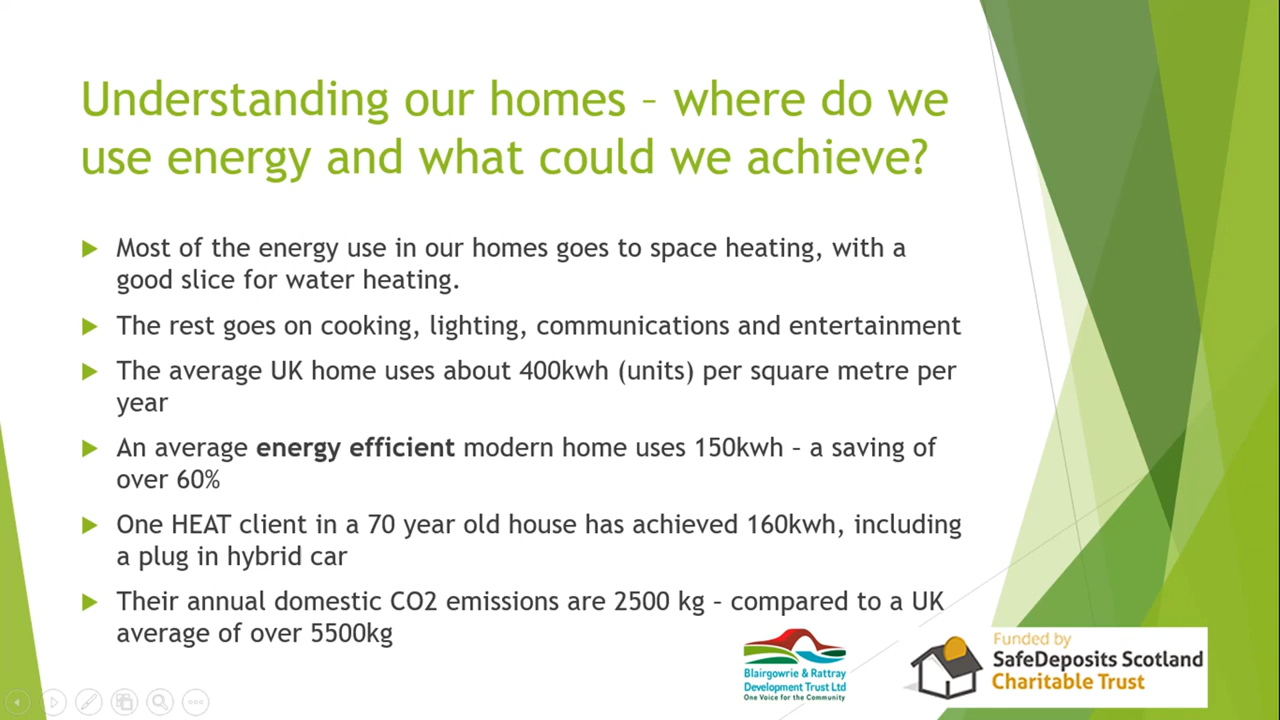 Understanding our homes – where do we
use energy and what could we achieve?
Most of the energy use in our homes goes to space heating, with a
good slice for water heating.
The rest goes on cooking, lighting, communications and entertainment
The average UK home uses about 400kwh (units) per square metre per
year
An average energy efficient modern home uses 150kwh – a saving of
over 60%
One HEAT client in a 70 year old house has achieved 160kwh, including
a plug in hybrid car
Their annual domestic CO2 emissions are 2500 kg – compared to a UK
average of over 5500kg
Blairgowrie & Rattray
Development Trust Ltd
One Voice for the Community
Funded by
SafeDeposits Scotland
Charitable Trust